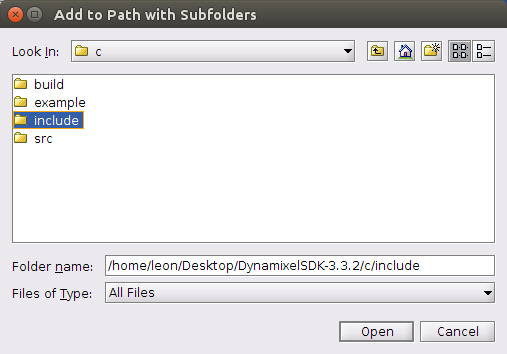 Add to Path with Subfolders
Look In: c
build
example
include
src
Folder name: /home/leon/Desktop/DynamixelSDK-3.3.2/c/include
Files of Type: All Files
Open Cancel